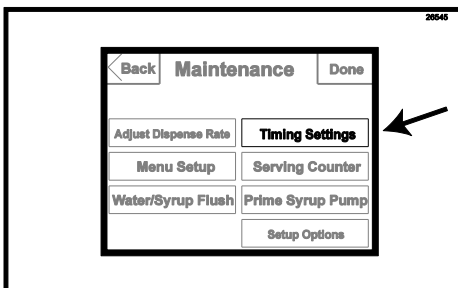 26545
Back Maintenance Done
Adjust Dispense Rate Timing Settings
Menu Setup Serving Counter
Water/Syrup Flush Prime Syrup Pump
Setup Options